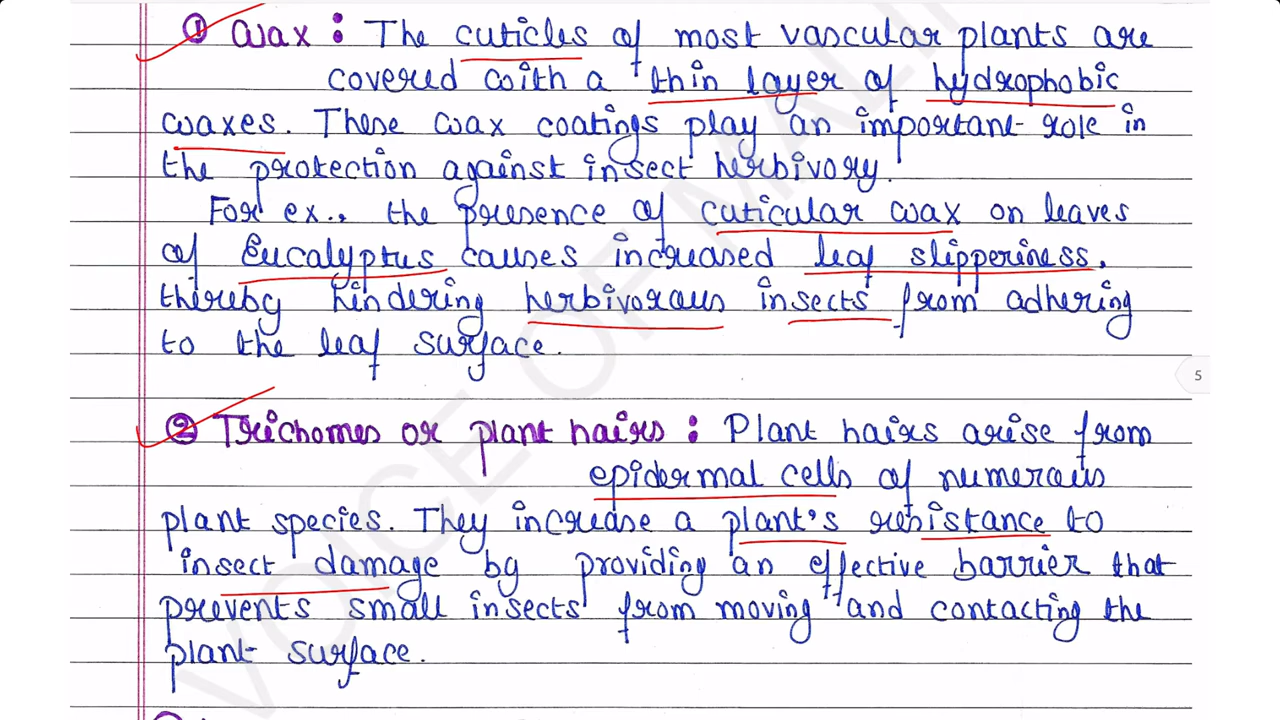 ① Wax : The cuticles of most vascular plants are
covered with a thin layer of hydrophobic
waxes. These wax coatings play an important role in
the protection against insect herbivory.
For ex., the presence of cuticular wax on leaves
of Eucalyptus causes increased leaf slipperiness,
thereby hindering herbivorous insects from adhering
to the leaf surface.
5
② Trichomes or plant hairs : Plant hairs arise from
epidermal cells of numerous
plant species. They increase a plant's resistance to
insect damage by providing an effective barrier that
prevents small insects from moving and contacting the
plant surface.